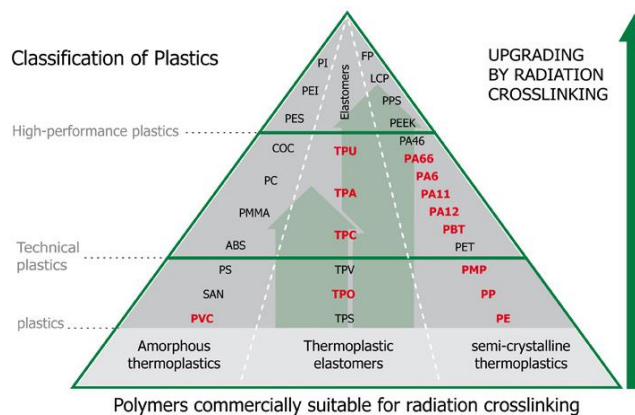 Classification of Plastics
UPGRADING
BY RADIATION
CROSSLINKING
PI
FP
PEI
Elastomers
LCP
PES
PPS
PEEK
High-performance plastics
COC
TPU
PA46
PA66
PC
TPA
PA6
PA11
PMMA
PA12
TPC
PBT
ABS
PET
Technical
plastics
PS
TPV
PMP
SAN
TPO
PP
PVC
TPS
PE
plastics
Amorphous
thermoplastics
Thermoplastic
elastomers
semi-crystalline
thermoplastics
Polymers commercially suitable for radiation crosslinking